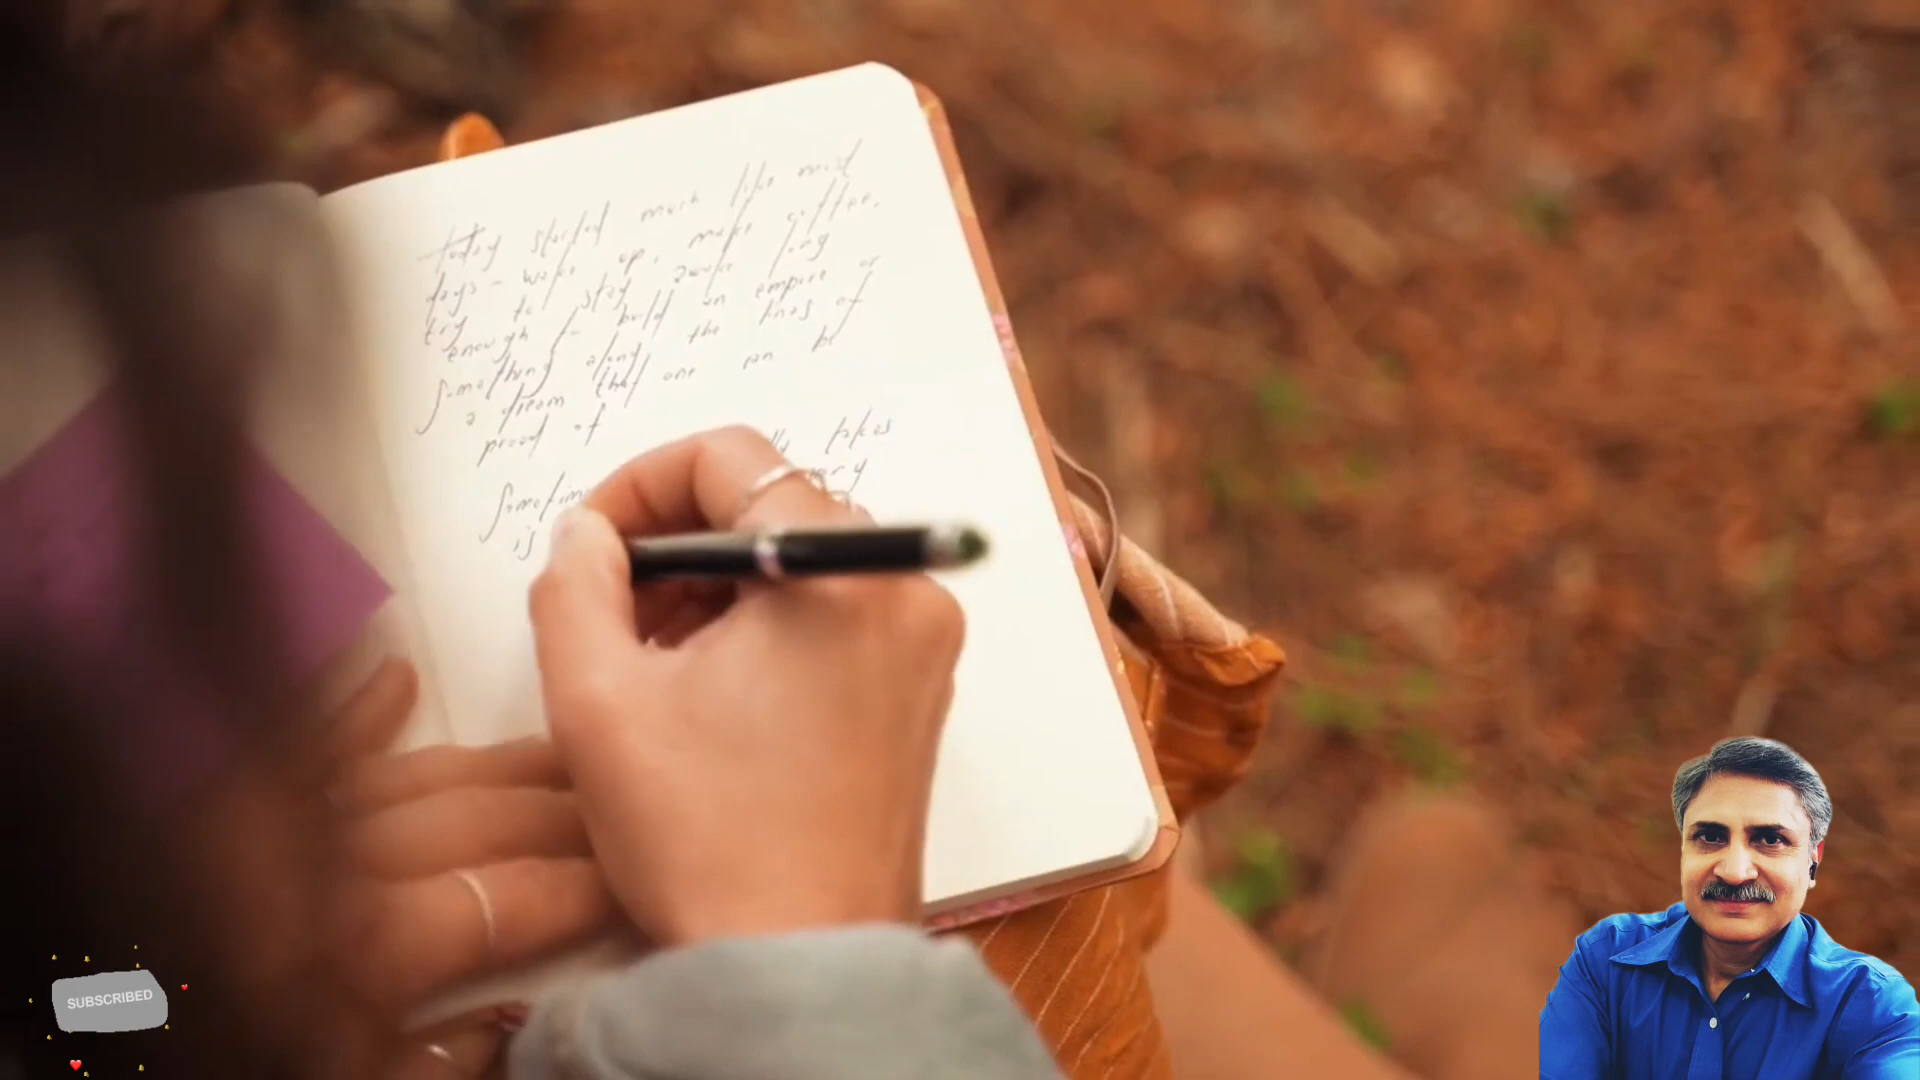 today started much like most
days - wake up, make coffee,
try to stay awake long
enough to build an empire or
something along the lines of
a dream that one can be
proud of
takes
is
SUBSCRIBED